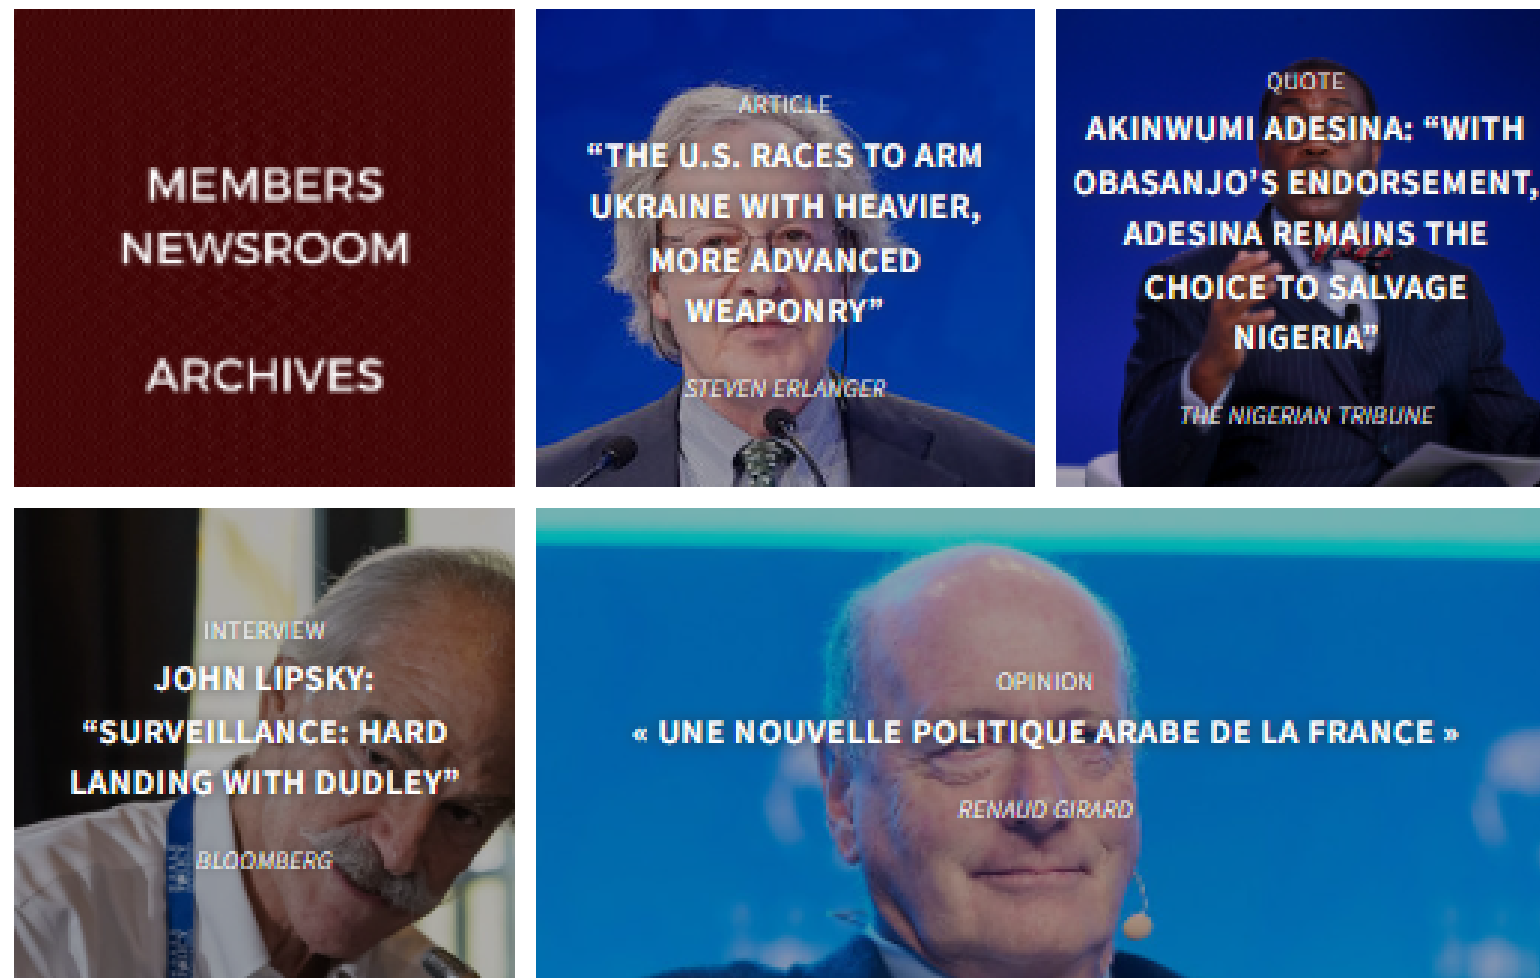 MEMBERS
NEWSROOM
ARCHIVES
ARTICLE
“THE U.S. RACES TO ARM
UKRAINE WITH HEAVIER,
MORE ADVANCED
WEAPONRY”
STEVEN ERLANGER
QUOTE
AKINWUMI ADESINA: “WITH
OBASANJO’S ENDORSEMENT,
ADESINA REMAINS THE
CHOICE TO SALVAGE
NIGERIA”
THE NIGERIAN TRIBUNE
INTERVIEW
JOHN LIPSKY:
“SURVEILLANCE: HARD
LANDING WITH DUDLEY”
BLOOMBERG
OPINION
« UNE NOUVELLE POLITIQUE ARABE DE LA FRANCE »
RENAUD GIRARD